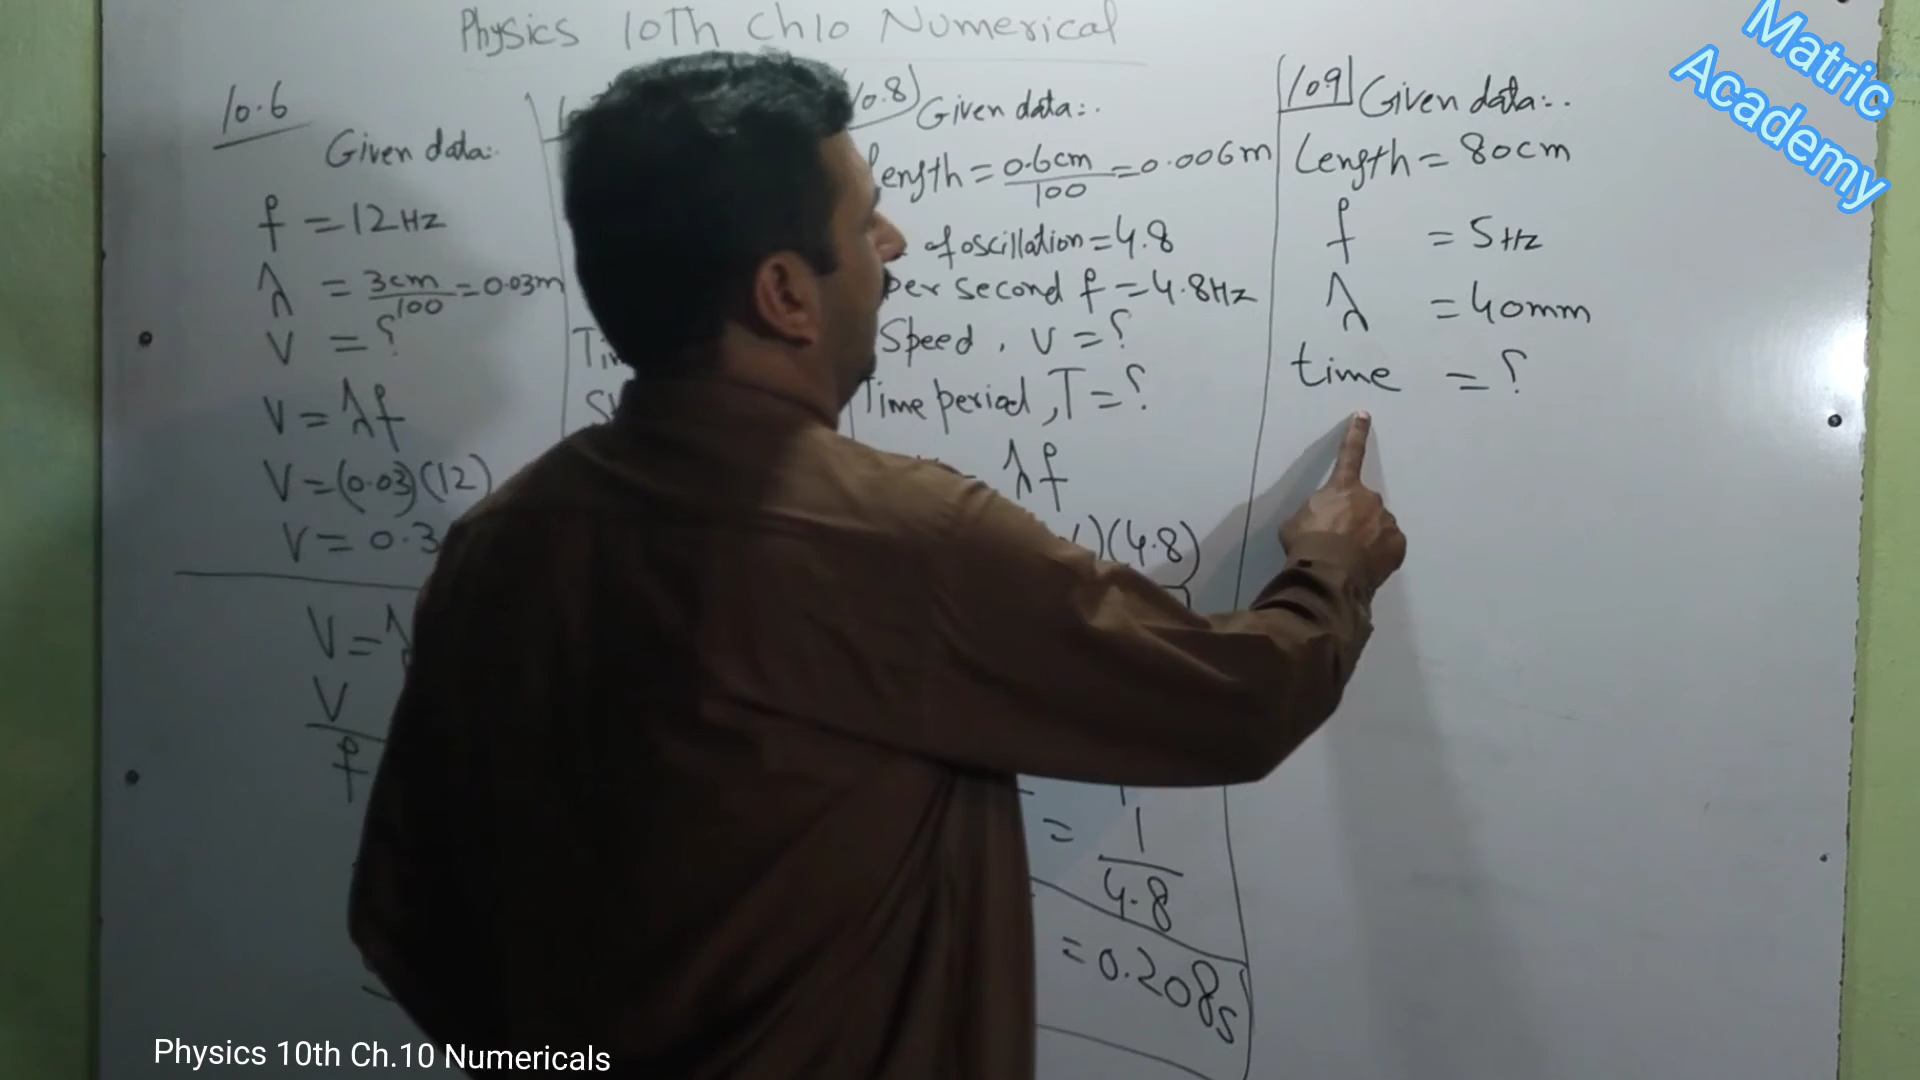 Physics 10Th Ch10 Numerical
Matric
Academy
10.6
Given data:.
f = 12Hz
λ = 3cm/100 = 0.03m
V = ?
V = λf
V = (0.03)(12)
V = 0.3
V = λ
V
f
10.8) Given data:.
Length = 0.6cm/100 = 0.006m
of oscillation = 4.8
per second f = 4.8Hz
Speed, v = ?
Time period, T = ?
= λf
)(4.8)
= 1/4.8
= 0.208s
10.9 Given data:.
Length = 80cm
f = 5Hz
λ = 40mm
time = ?
Physics 10th Ch.10 Numericals